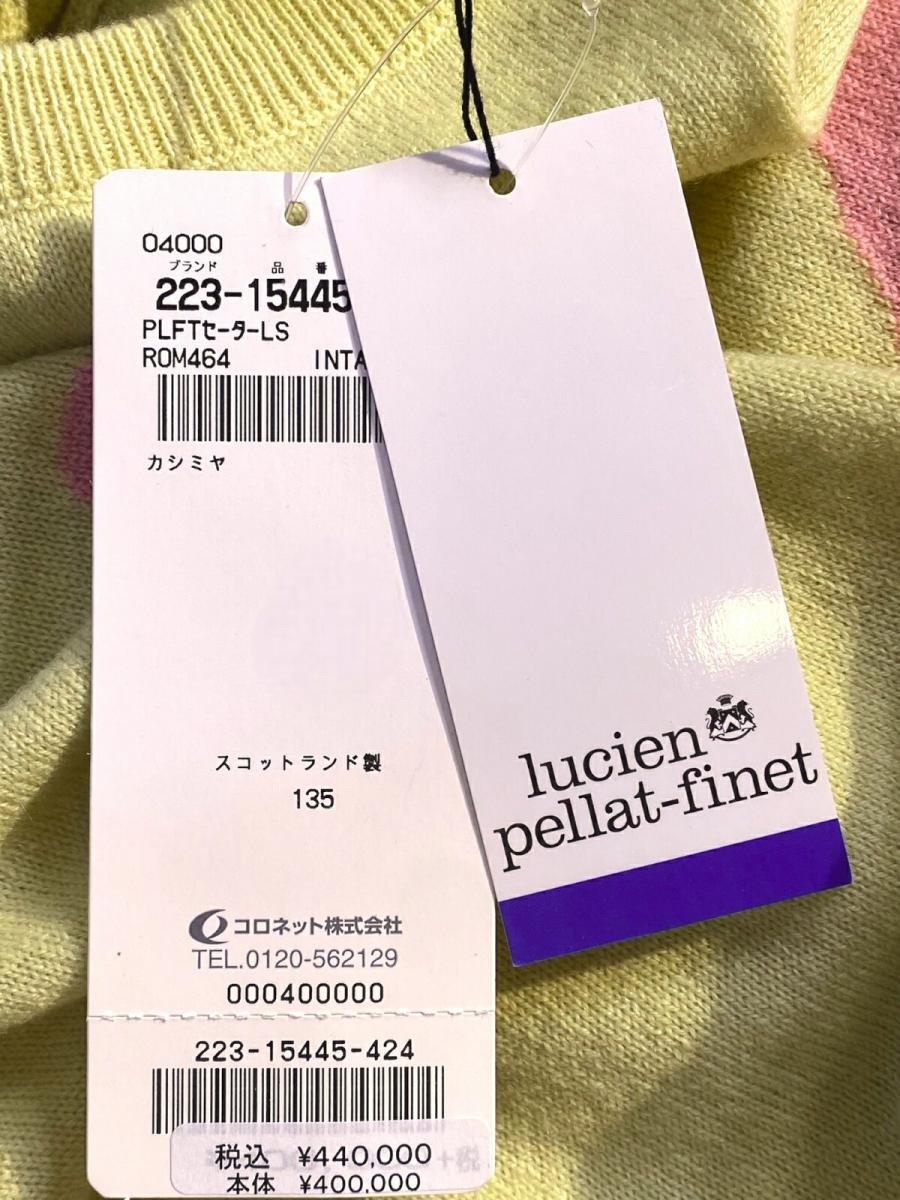 04000
ブランド 品 番
223-15445
PLFTセーターLS
ROM464 INTA
カシミヤ
スコットランド製
135
コロネット株式会社
TEL.0120-562129
000400000
223-15445-424
税込 ¥440,000
本体 ¥400,000
+税
lucien
pellat-finet